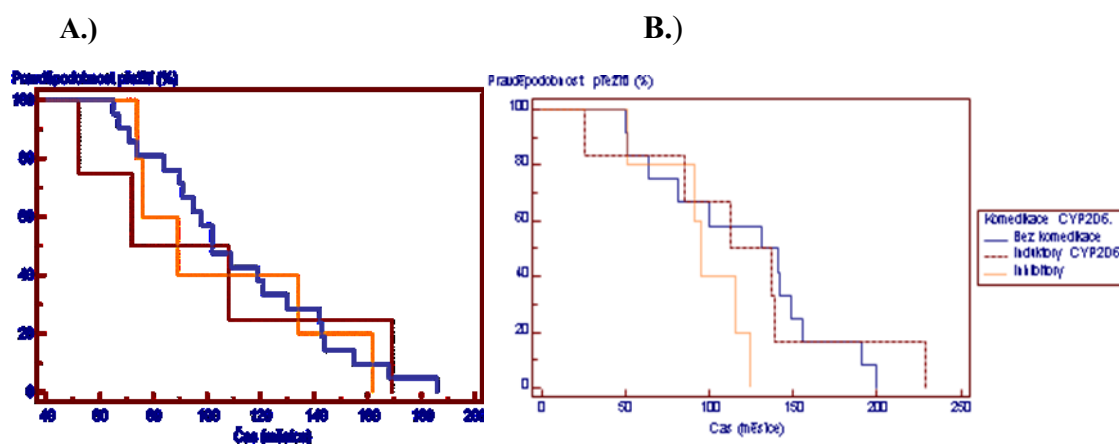 A.)
B.)
Pravděpodobnost přežití (%)
100
80
60
40
20
0
40 60 80 100 120 140 160 180 200
Čas (měsíce)
Pravděpodobnost přežití (%)
100
80
60
40
20
0
0 50 100 150 200 250
Čas (měsíce)
Komedikace CYP2D6.
Bez komedikace
Induktory CYP2D6
Inhibitory